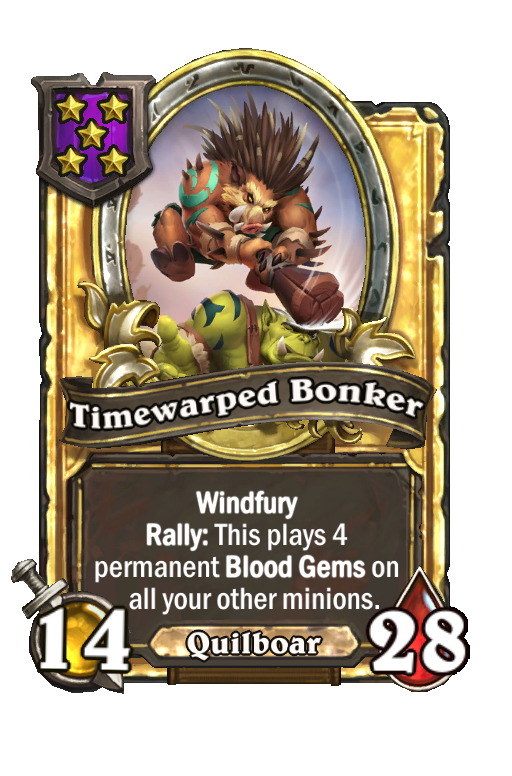 Timewarped Bonker
Windfury
Rally: This plays 4
permanent Blood Gems on
all your other minions.
14
Quilboar
28